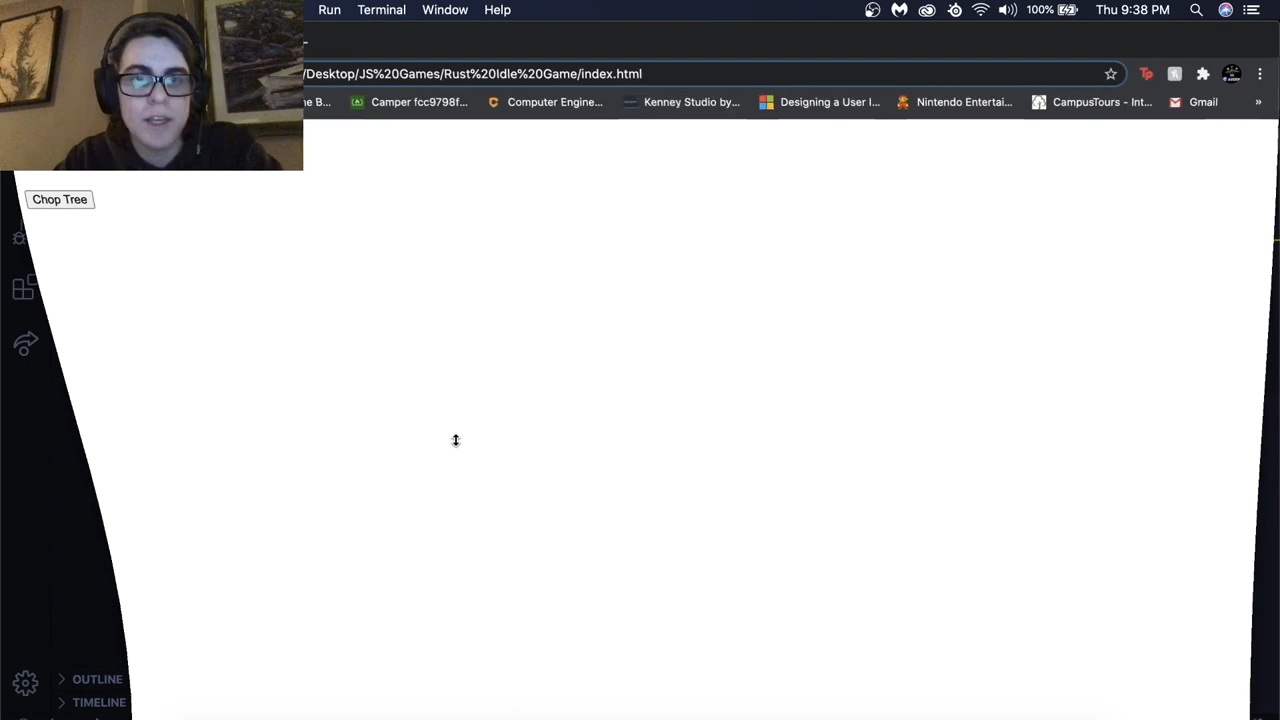 Run Terminal Window Help 100% Thu 9:38 PM
/Desktop/JS%20Games/Rust%20Idle%20Game/index.html
Camper fcc9798f... Computer Engine... Kenney Studio by... Designing a User I... Nintendo Entertai... CampusTours - Int... Gmail »
Chop Tree
OUTLINE
TIMELINE